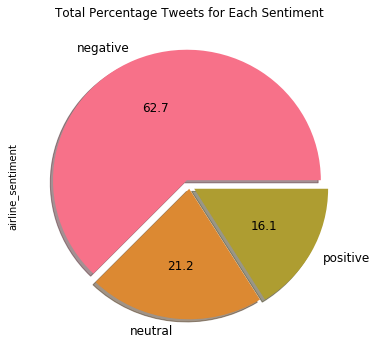 Total Percentage Tweets for Each Sentiment
negative
62.7
airline_sentiment
16.1
positive
21.2
neutral